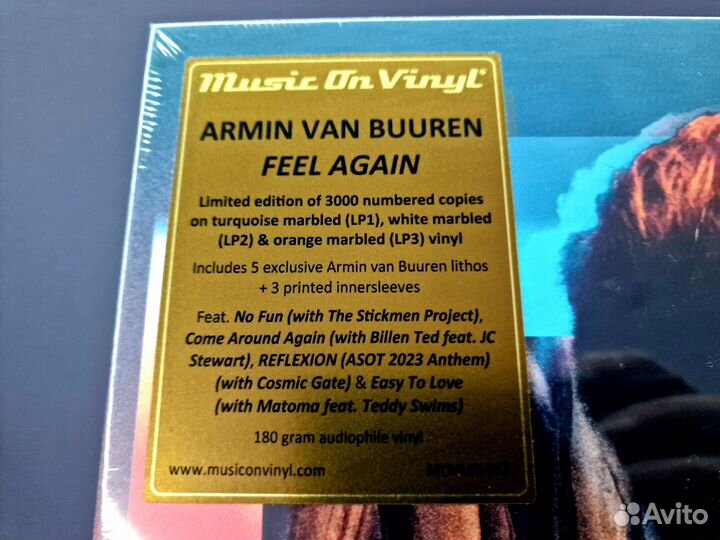 Music On Vinyl®
ARMIN VAN BUUREN
FEEL AGAIN
Limited edition of 3000 numbered copies
on turquoise marbled (LP1), white marbled
(LP2) & orange marbled (LP3) vinyl
Includes 5 exclusive Armin van Buuren lithos
+ 3 printed innersleeves
Feat. No Fun (with The Stickmen Project),
Come Around Again (with Billen Ted feat. JC
Stewart), REFLEXION (ASOT 2023 Anthem)
(with Cosmic Gate) & Easy To Love
(with Matoma feat. Teddy Swims)
180 gram audiophile vinyl
www.musiconvinyl.com
Avito